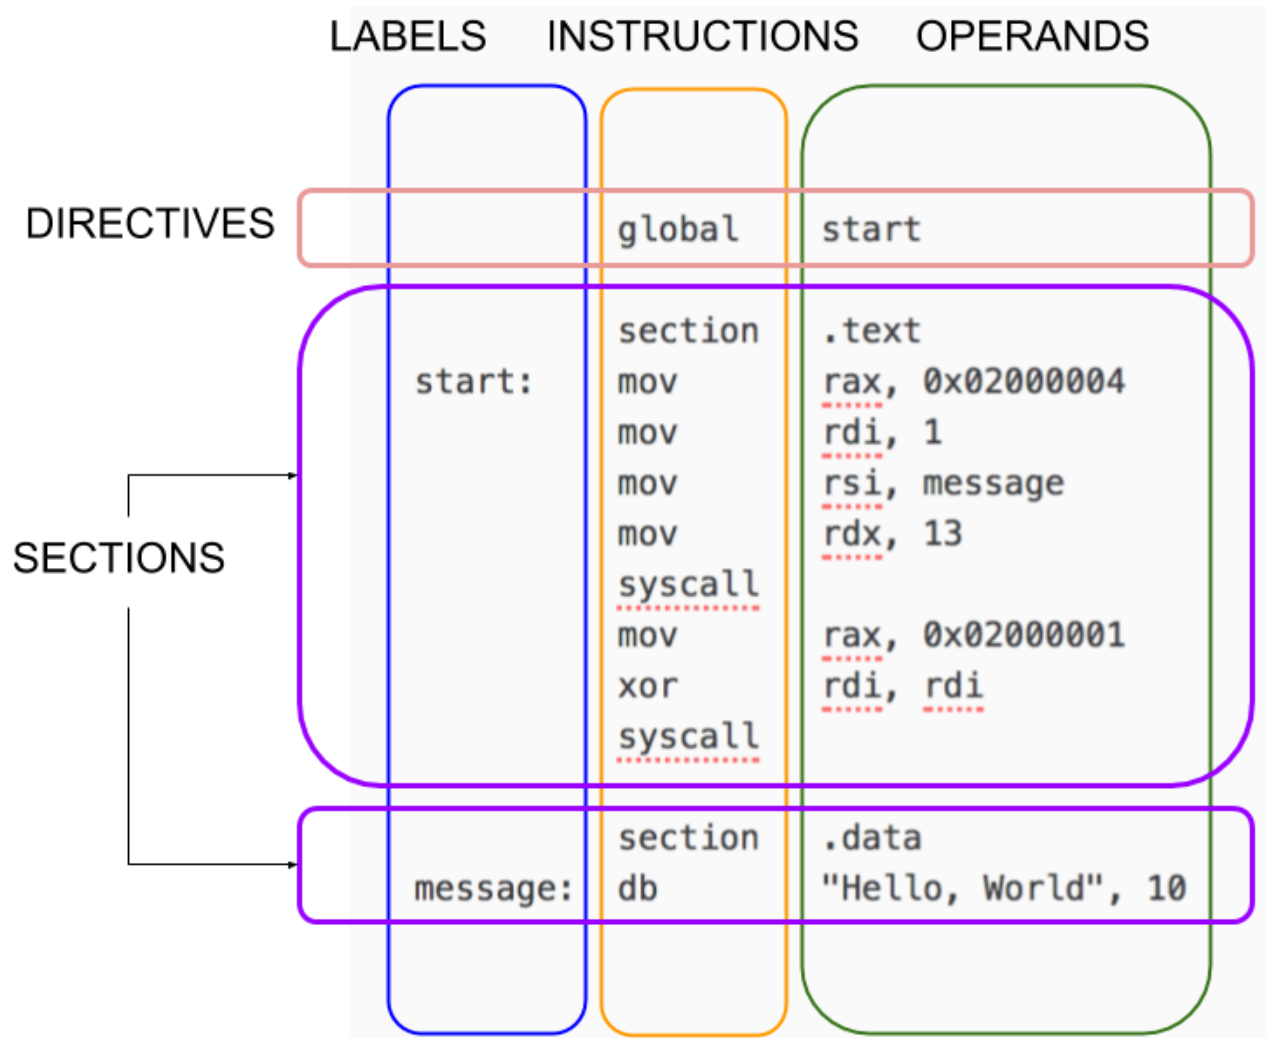 LABELS INSTRUCTIONS OPERANDS
DIRECTIVES global start
section .text
start: mov rax, 0x02000004
mov rdi, 1
mov rsi, message
mov rdx, 13
SECTIONS
syscall
mov rax, 0x02000001
xor rdi, rdi
syscall
section .data
message: db "Hello, World", 10